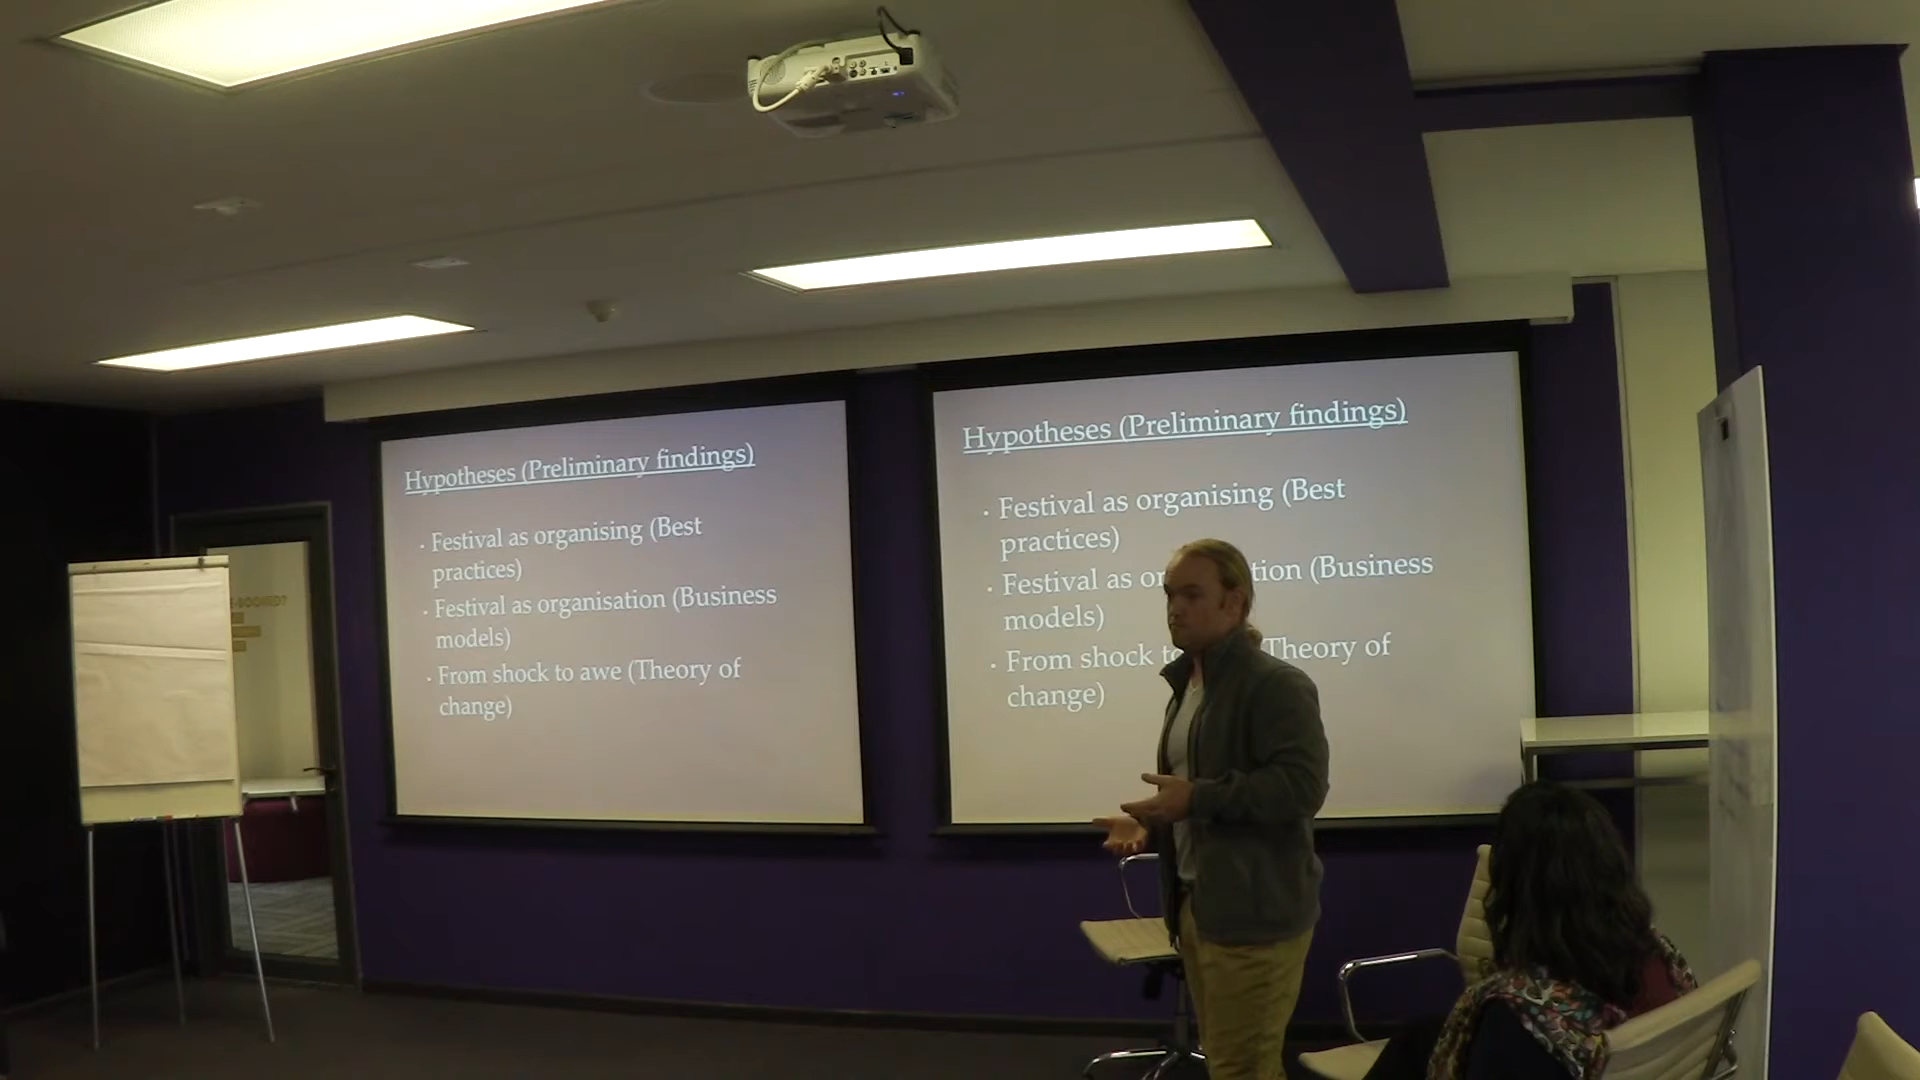 Hypotheses (Preliminary findings)
· Festival as organising (Best
practices)
· Festival as organisation (Business
models)
· From shock to awe (Theory of
change)
Hypotheses (Preliminary findings)
· Festival as organising (Best
practices)
· Festival as or tion (Business
models)
· From shock to Theory of
change)